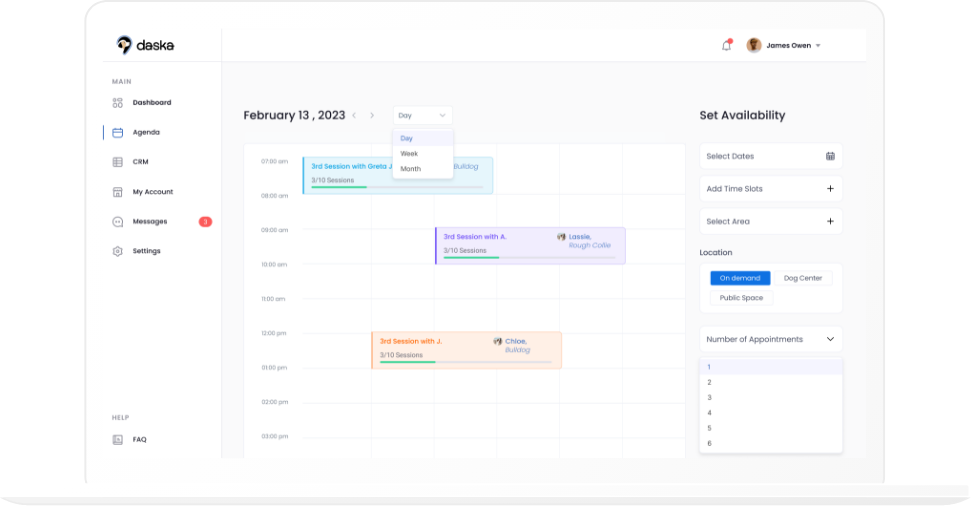 daska
James Owen
MAIN
Dashboard
Agenda
CRM
My Account
Messages 3
Settings
HELP
FAQ
February 13 , 2023 < > Day
Day
Week
Month
07:00 am
3rd Session with Greta J Bulldog
3/10 Sessions
08:00 am
09:00 am
3rd Session with A. Lassie,
Rough Collie
3/10 Sessions
10:00 am
11:00 am
12:00 pm
3rd Session with J. Chloe,
Bulldog
3/10 Sessions
01:00 pm
02:00 pm
03:00 pm
Set Availability
Select Dates
Add Time Slots +
Select Area +
Location
On demand Dog Center
Public Space
Number of Appointments
1
2
3
4
5
6